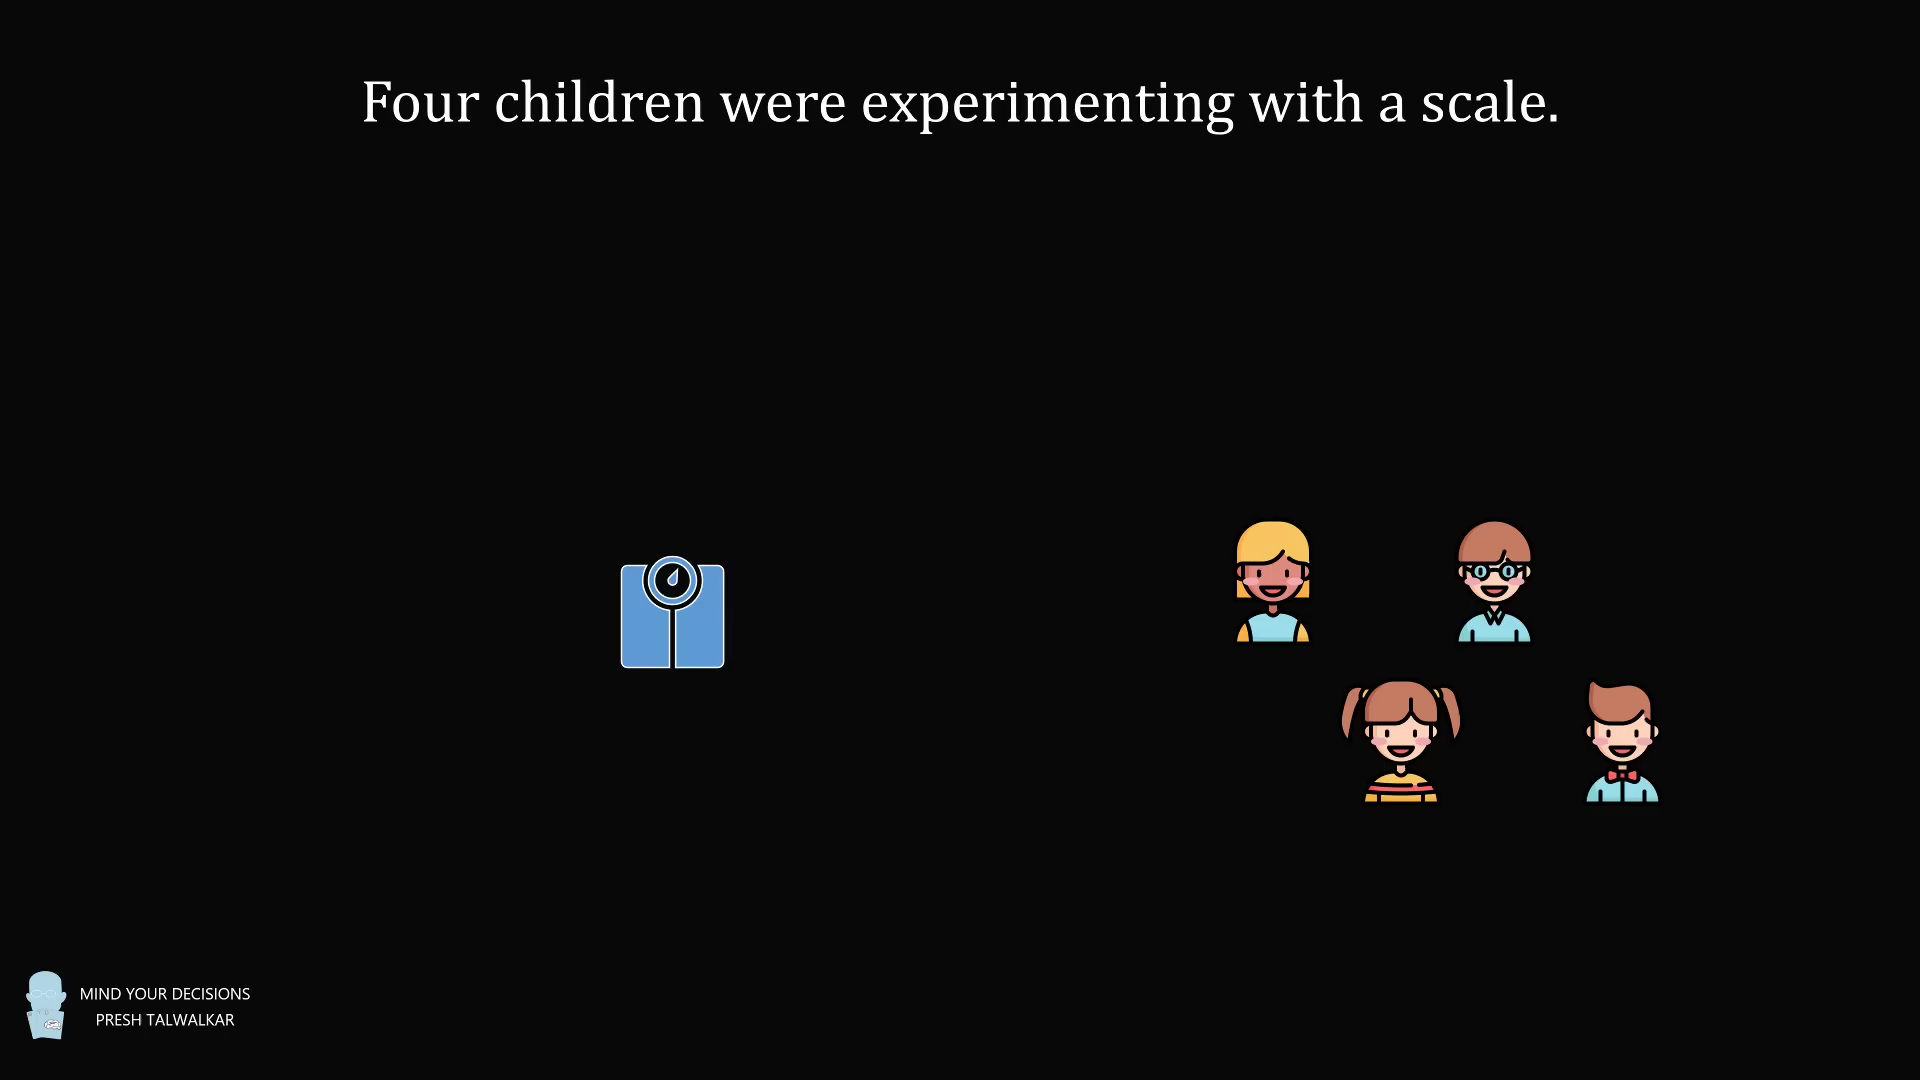 Four children were experimenting with a scale.
MIND YOUR DECISIONS
PRESH TALWALKAR